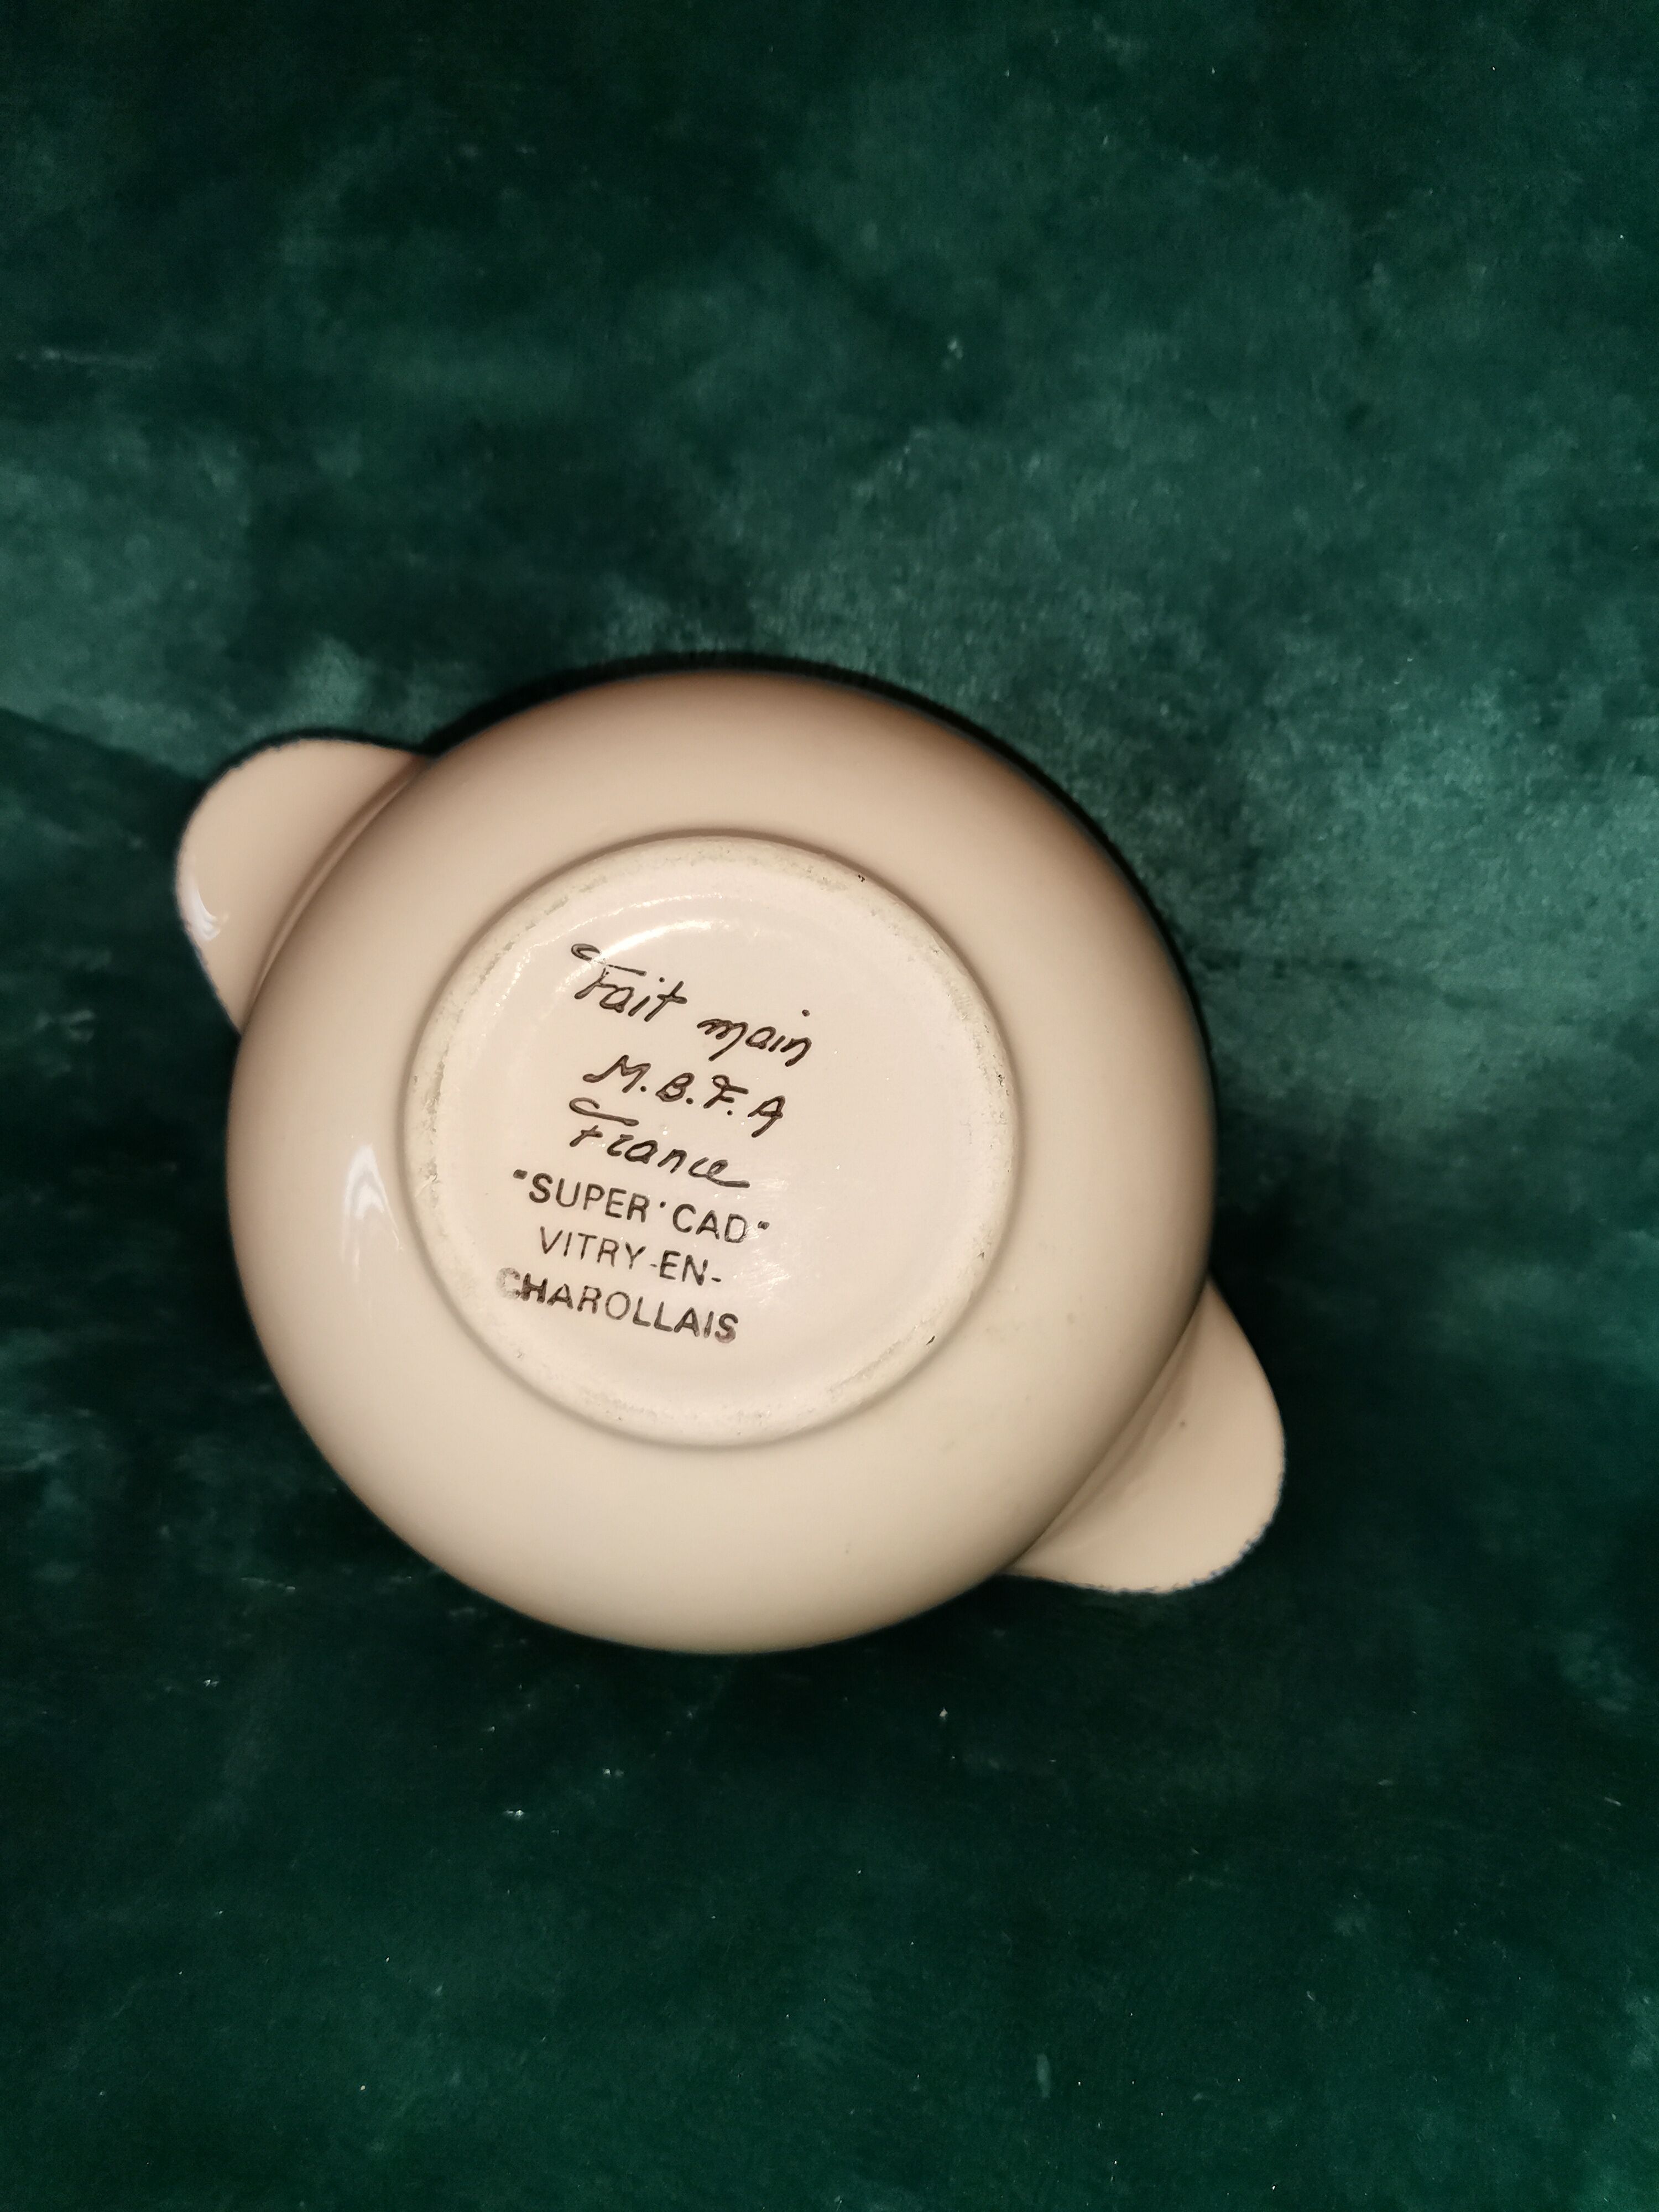 Fait main
M.B.F.A
France
"SUPER'CAD"
VITRY-EN-
CHAROLLAIS